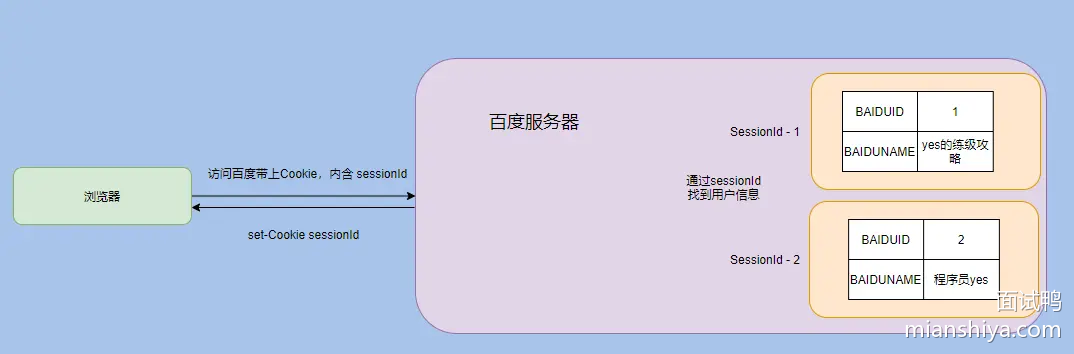 百度服务器
浏览器
访问百度带上Cookie，内含 sessionId
set-Cookie sessionId
通过sessionId
找到用户信息
SessionId - 1
BAIDUID 1
BAIDUNAME yes的练级攻
略
SessionId - 2
BAIDUID 2
BAIDUNAME 程序员yes
面试鸭
mianshiya.com